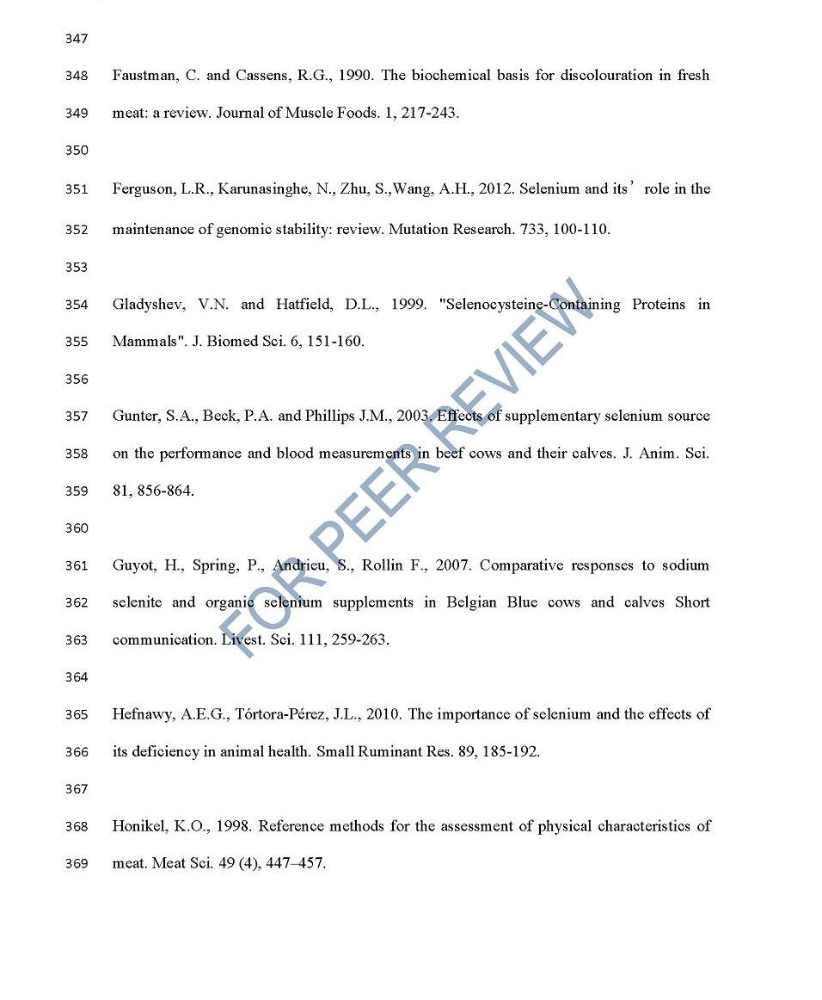 347
348 Faustman, C. and Cassens, R.G., 1990. The biochemical basis for discolouration in fresh
349 meat: a review. Journal of Muscle Foods. 1, 217-243.
350
351 Ferguson, L.R., Karunasinghe, N., Zhu, S.,Wang, A.H., 2012. Selenium and its’ role in the
352 maintenance of genomic stability: review. Mutation Research. 733, 100-110.
353
354 Gladyshev, V.N. and Hatfield, D.L., 1999. "Selenocysteine-Containing Proteins in
355 Mammals". J. Biomed Sci. 6, 151-160.
356
357 Gunter, S.A., Beck, P.A. and Phillips J.M., 2003. Effects of supplementary selenium source
358 on the performance and blood measurements in beef cows and their calves. J. Anim. Sci.
359 81, 856-864.
360
361 Guyot, H., Spring, P., Andrieu, S., Rollin F., 2007. Comparative responses to sodium
362 selenite and organic selenium supplements in Belgian Blue cows and calves Short
363 communication. Livest. Sci. 111, 259-263.
364
365 Hefnawy, A.E.G., Tórtora-Pérez, J.L., 2010. The importance of selenium and the effects of
366 its deficiency in animal health. Small Ruminant Res. 89, 185-192.
367
368 Honikel, K.O., 1998. Reference methods for the assessment of physical characteristics of
369 meat. Meat Sci. 49 (4), 447–457.
FOR PEER REVIEW